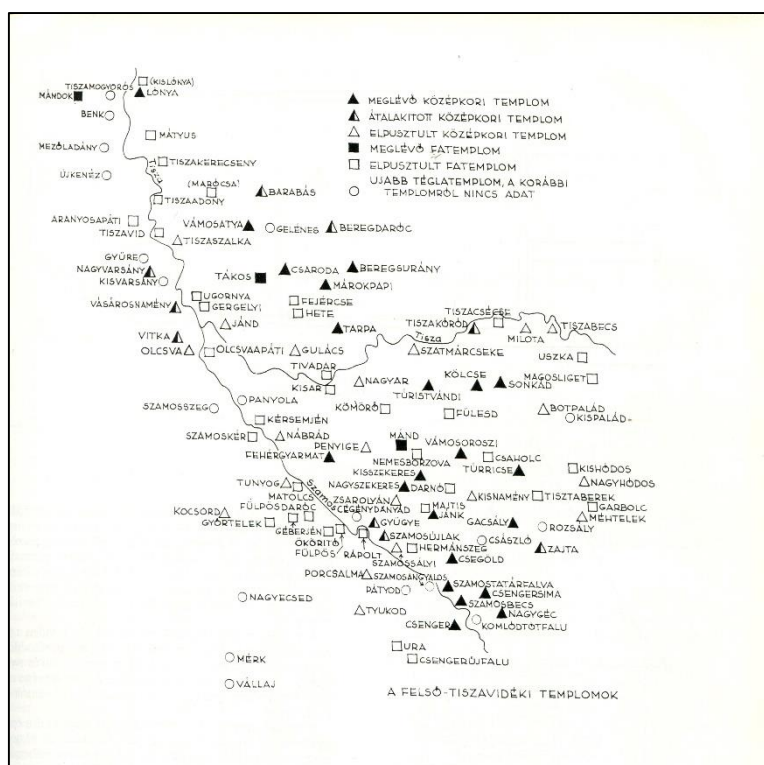 (KISLÓNYA)
TISZAMOGYORÓS
MÁNDOK
LÓNYA
BENK
MÁTYUS
MEZŐLADÁNY
TISZAKERECSENY
ÚJKENÉZ
Tisza
(MARÓCSA)
BARABÁS
TISZAADONY
ARANYOSAPÁTI
TISZAVID
VÁMOSATYA
GELÉNES
BEREGDARÓC
TISZASZALKA
GYÜRE
NAGYVARSÁNY
KISVARSÁNY
TÁKOS
CSARODA
BEREGSURÁNY
MÁROKPAPI
UGORNYA
GERGELYI
FEJÉRCSE
HETE
VÁSÁROSNAMÉNY
JÁND
TARPA
TISZACSÉCSE
TISZAKÓRÓD
MILOTA
TISZABECS
Tisza
VITKA
OLCSVA
OLCSVAAPÁTI
GULÁCS
SZATMÁRCSEKE
USZKA
TIVADAR
KISAR
NAGYAR
TÚRISTVÁNDI
KÖLCSE
SONKÁD
MAGOSLIGET
SZAMOSSZEG
PANYOLA
KÖMÖRŐ
FÜLESD
BOTPALÁD
KISPALÁD
KÉRSEMJÉN
SZAMOSKÉR
NÁBRÁD
PENYIGE
MÁND
VÁMOSOROSZI
FEHÉRGYARMAT
NEMESBORZOVA
CSAHOLC
KISSZEKERES
TÚRRICSE
KISHÓDOS
NAGYHÓDOS
TUNYOG
MATOLCS
Szamos
NAGYSZEKERES
DARNÓ
ZSAROLYÁN
KISNAMÉNY
TISZTABEREK
GARBOLC
KOCSORD
FÜLPÖSDARÓC
CÉGÉNYDÁNYÁD
MAJTIS
JÁNK
MÉHTELEK
GYÖRTELEK
GÉBERJÉN
GYÜGYE
GACSÁLY
ROZSÁLY
ÖKÖRITÓ
FÜLPÖS
RÁPOLT
SZAMOSÚJLAK
CSÁSZLÓ
HERMÁNSZEG
ZAJTA
SZAMOSSÁLYI
CSEGÖLD
PORCSALMA
SZAMOSANGYALOS
SZAMOSTATÁRFALVA
CSENGERSIMA
NAGYECSED
PÁTYOD
SZAMOSBECS
TYUKOD
NAGYGÉC
CSENGER
KOMLÓDTÓTFALU
URA
CSENGERÚJFALU
MÉRK
VÁLLAJ
MEGLÉVŐ KÖZÉPKORI TEMPLOM
ÁTALAKITOTT KÖZÉPKORI TEMPLOM
ELPUSZTULT KÖZÉPKORI TEMPLOM
MEGLÉVŐ FATEMPLOM
ELPUSZTULT FATEMPLOM
UJABB TÉGLATEMPLOM, A KORÁBBI
TEMPLOMRÓL NINCS ADAT
A FELSŐ-TISZAVIDÉKI TEMPLOMOK